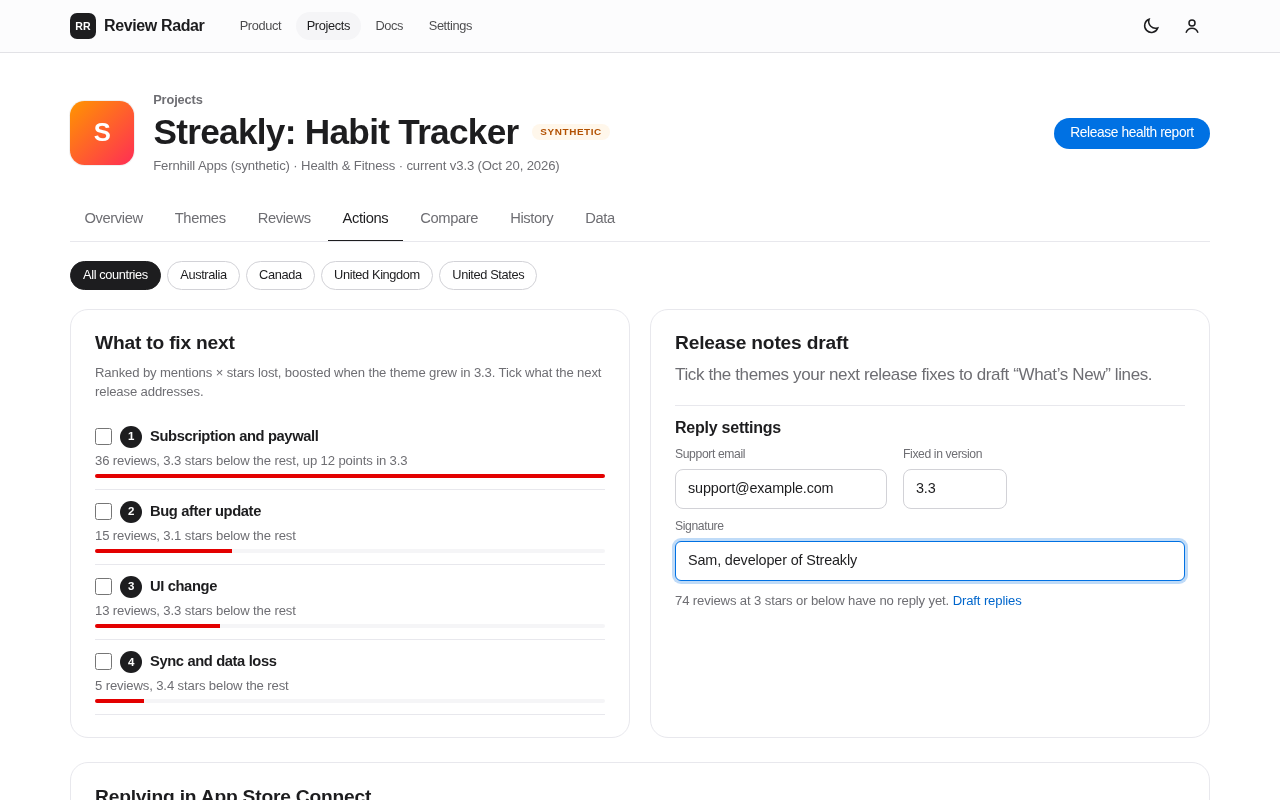 RR Review Radar Product Projects Docs Settings
Projects
S Streakly: Habit Tracker SYNTHETIC
Release health report
Fernhill Apps (synthetic) · Health & Fitness · current v3.3 (Oct 20, 2026)
Overview Themes Reviews Actions Compare History Data
All countries Australia Canada United Kingdom United States
What to fix next
Ranked by mentions × stars lost, boosted when the theme grew in 3.3. Tick what the next
release addresses.
1 Subscription and paywall
36 reviews, 3.3 stars below the rest, up 12 points in 3.3
2 Bug after update
15 reviews, 3.1 stars below the rest
3 UI change
13 reviews, 3.3 stars below the rest
4 Sync and data loss
5 reviews, 3.4 stars below the rest
Release notes draft
Tick the themes your next release fixes to draft “What’s New” lines.
Reply settings
Support email Fixed in version
support@example.com 3.3
Signature
Sam, developer of Streakly
74 reviews at 3 stars or below have no reply yet. Draft replies
Replying in App Store Connect